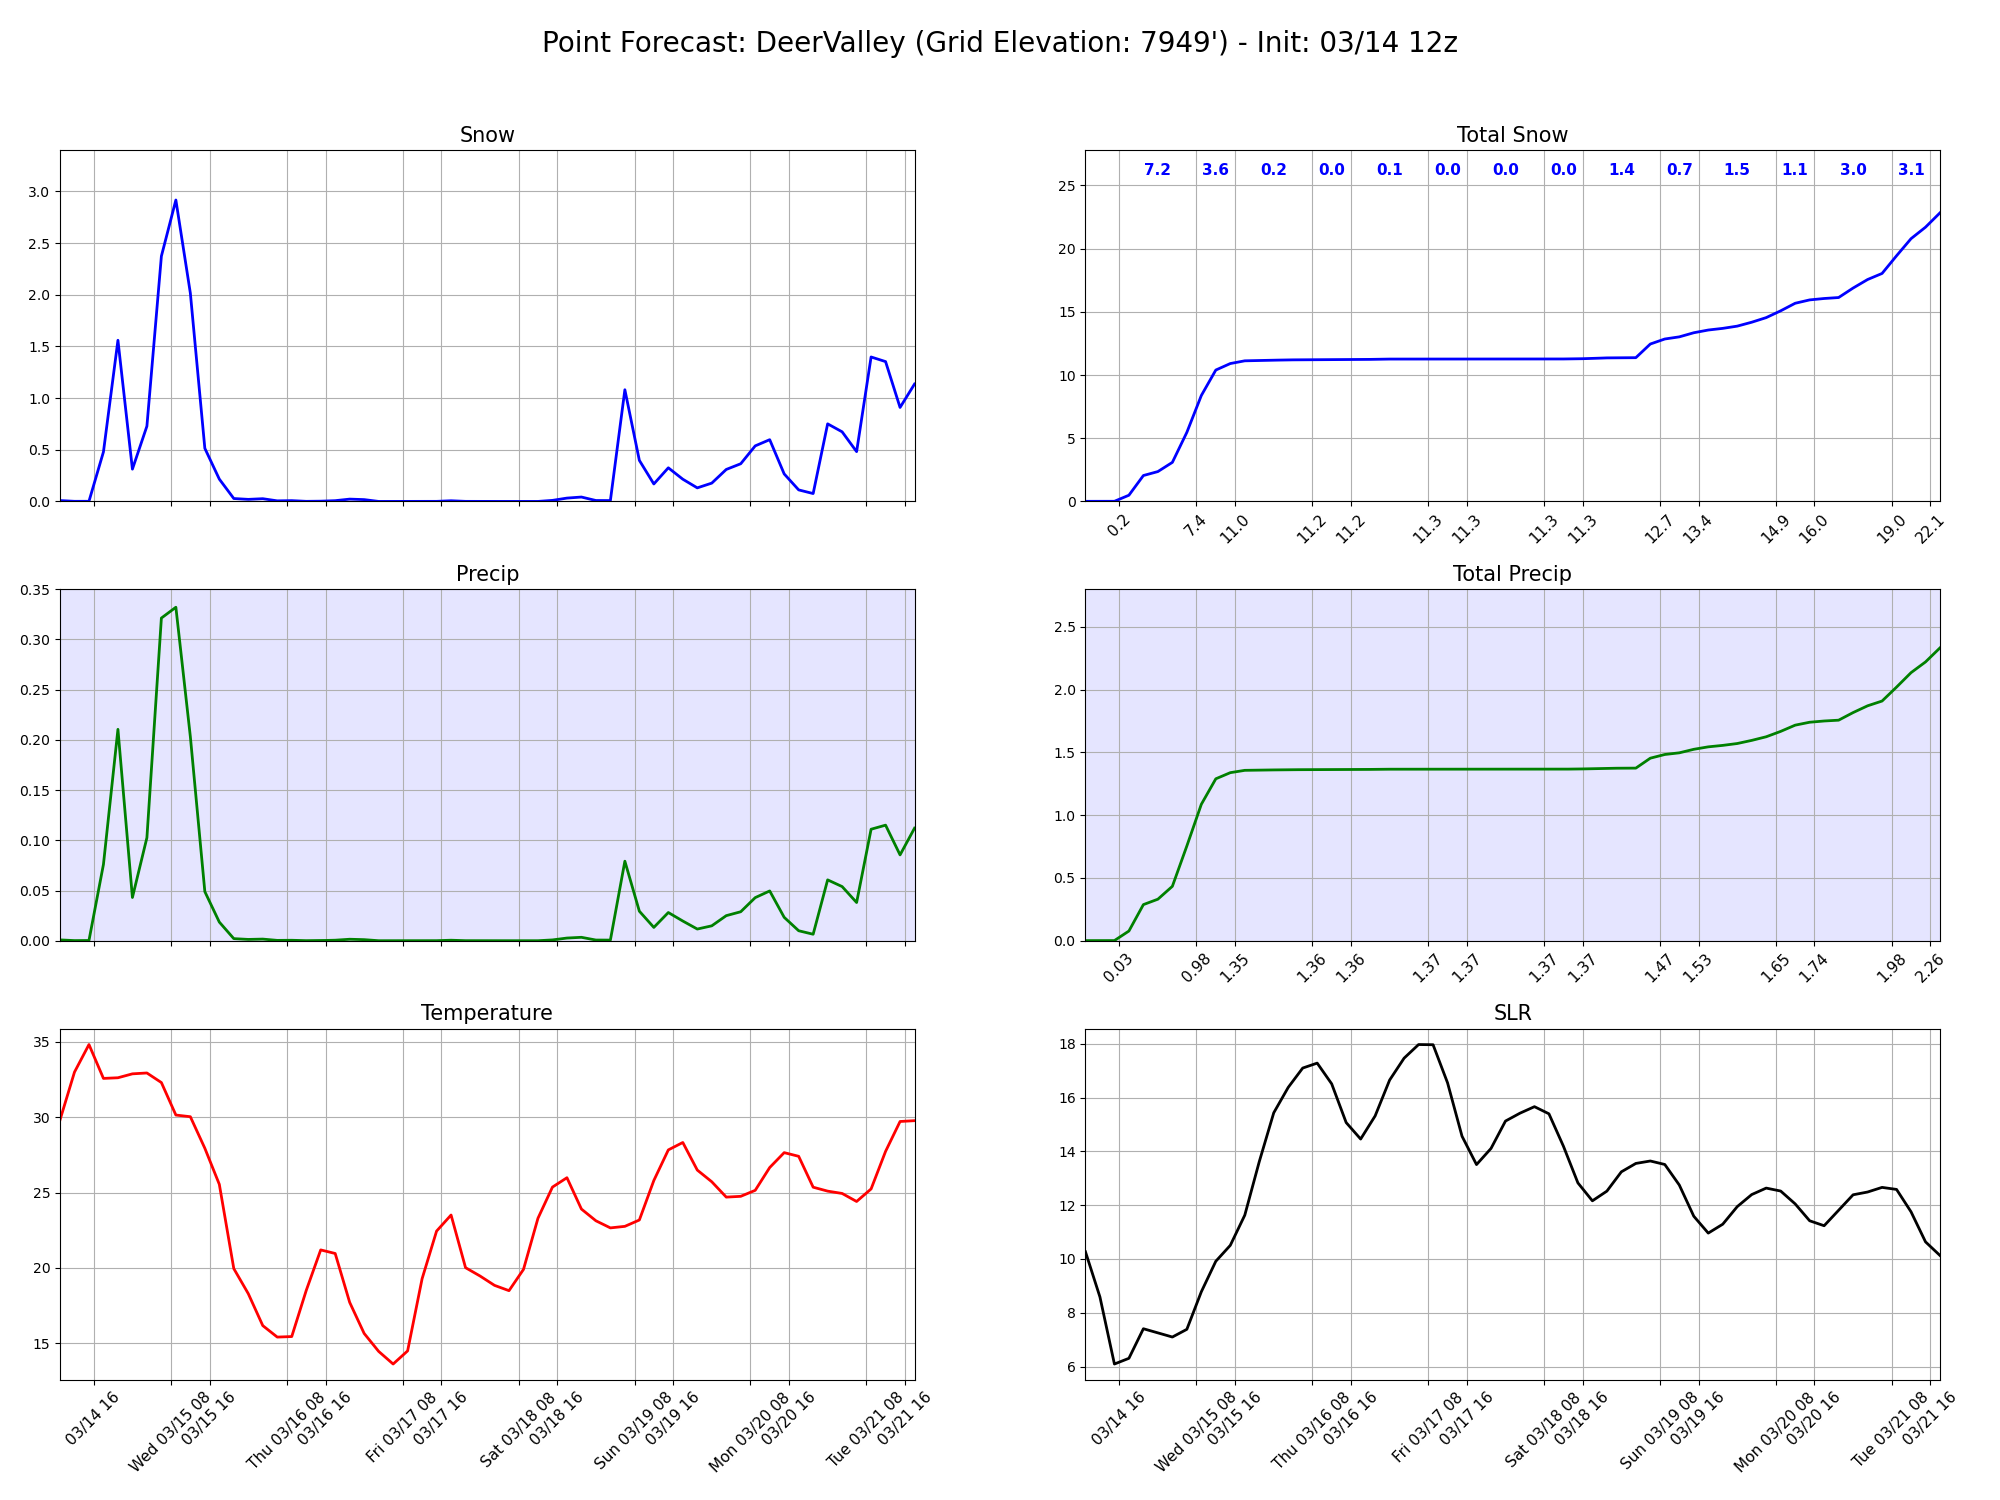 Point Forecast: DeerValley (Grid Elevation: 7949') - Init: 03/14 12z
Snow
3.0
2.5
2.0
1.5
1.0
0.5
0.0
Total Snow
7.2 3.6 0.2 0.0 0.1 0.0 0.0 0.0 1.4 0.7 1.5 1.1 3.0 3.1
25
20
15
10
5
0
0.2 7.4 11.0 11.2 11.2 11.3 11.3 11.3 11.3 12.7 13.4 14.9 16.0 19.0 22.1
Precip
0.35
0.30
0.25
0.20
0.15
0.10
0.05
0.00
Total Precip
2.5
2.0
1.5
1.0
0.5
0.0
0.03 0.98 1.35 1.36 1.36 1.37 1.37 1.37 1.37 1.47 1.53 1.65 1.74 1.98 2.26
Temperature
35
30
25
20
15
03/14 16
Wed 03/15 08
03/15 16
Thu 03/16 08
03/16 16
Fri 03/17 08
03/17 16
Sat 03/18 08
03/18 16
Sun 03/19 08
03/19 16
Mon 03/20 08
03/20 16
Tue 03/21 08
03/21 16
SLR
18
16
14
12
10
8
6
03/14 16
Wed 03/15 08
03/15 16
Thu 03/16 08
03/16 16
Fri 03/17 08
03/17 16
Sat 03/18 08
03/18 16
Sun 03/19 08
03/19 16
Mon 03/20 08
03/20 16
Tue 03/21 08
03/21 16